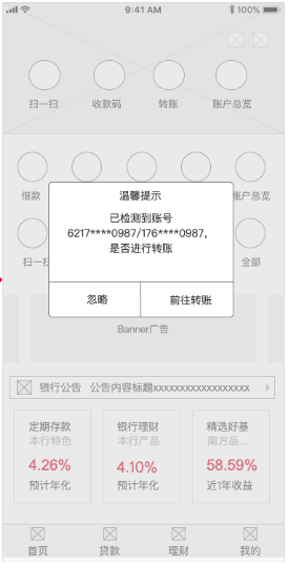 9:41 AM 100%
扫一扫 收款码 转账 账户总览
借款 账户总览
温馨提示
已检测到账号
6217****0987/176****0987,
是否进行转账
扫一扫 全部
忽略 前往转账
Banner广告
银行公告 公告内容标题xxxxxxxxxxxxxxxxxx
定期存款 银行理财 精选好基
本行特色 本行产品 南方品...
4.26% 4.10% 58.59%
预计年化 预计年化 近1年收益
首页 贷款 理财 我的